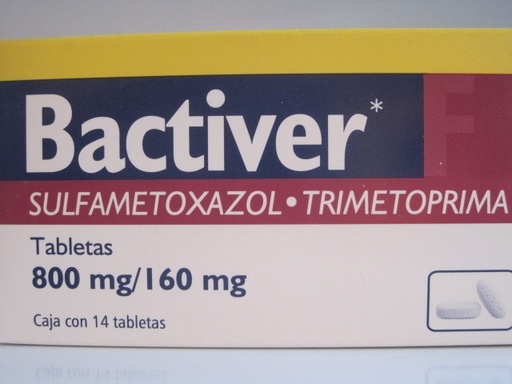 Bactiver* F
SULFAMETOXAZOL • TRIMETOPRIMA
Tabletas
800 mg/160 mg
Caja con 14 tabletas